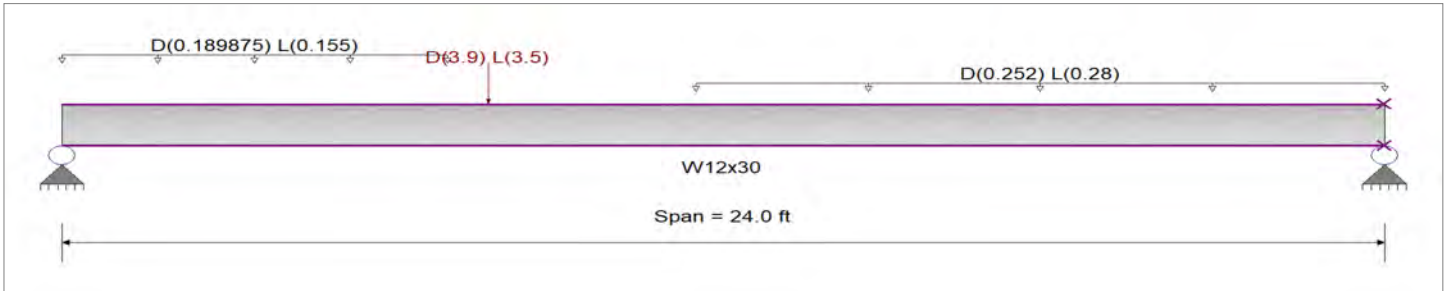 D(0.189875) L(0.155)
D(3.9) L(3.5)
D(0.252) L(0.28)
W12x30
Span = 24.0 ft